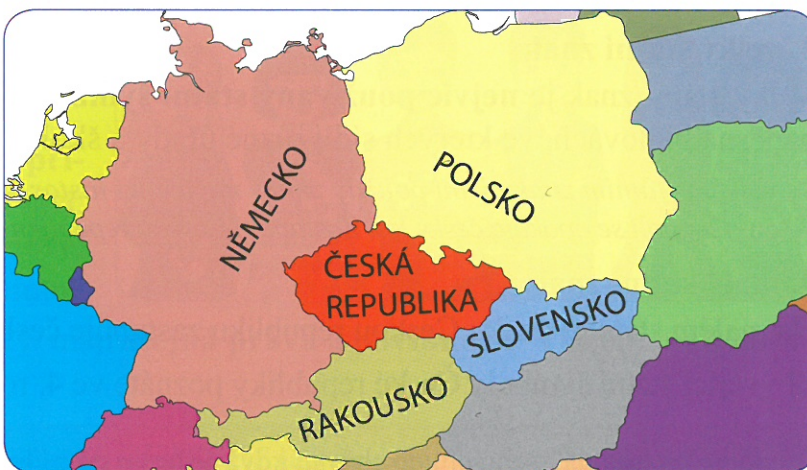 NĚMECKO
POLSKO
ČESKÁ
REPUBLIKA
SLOVENSKO
RAKOUSKO